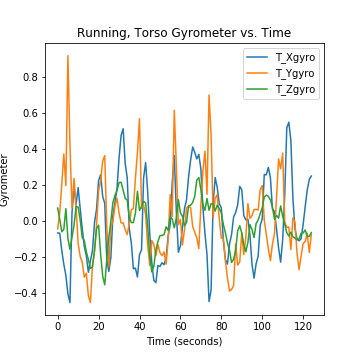 Running, Torso Gyrometer vs. Time
T_Xgyro
T_Ygyro
T_Zgyro
0.8
0.6
0.4
0.2
0.0
−0.2
−0.4
Gyrometer
0 20 40 60 80 100 120
Time (seconds)